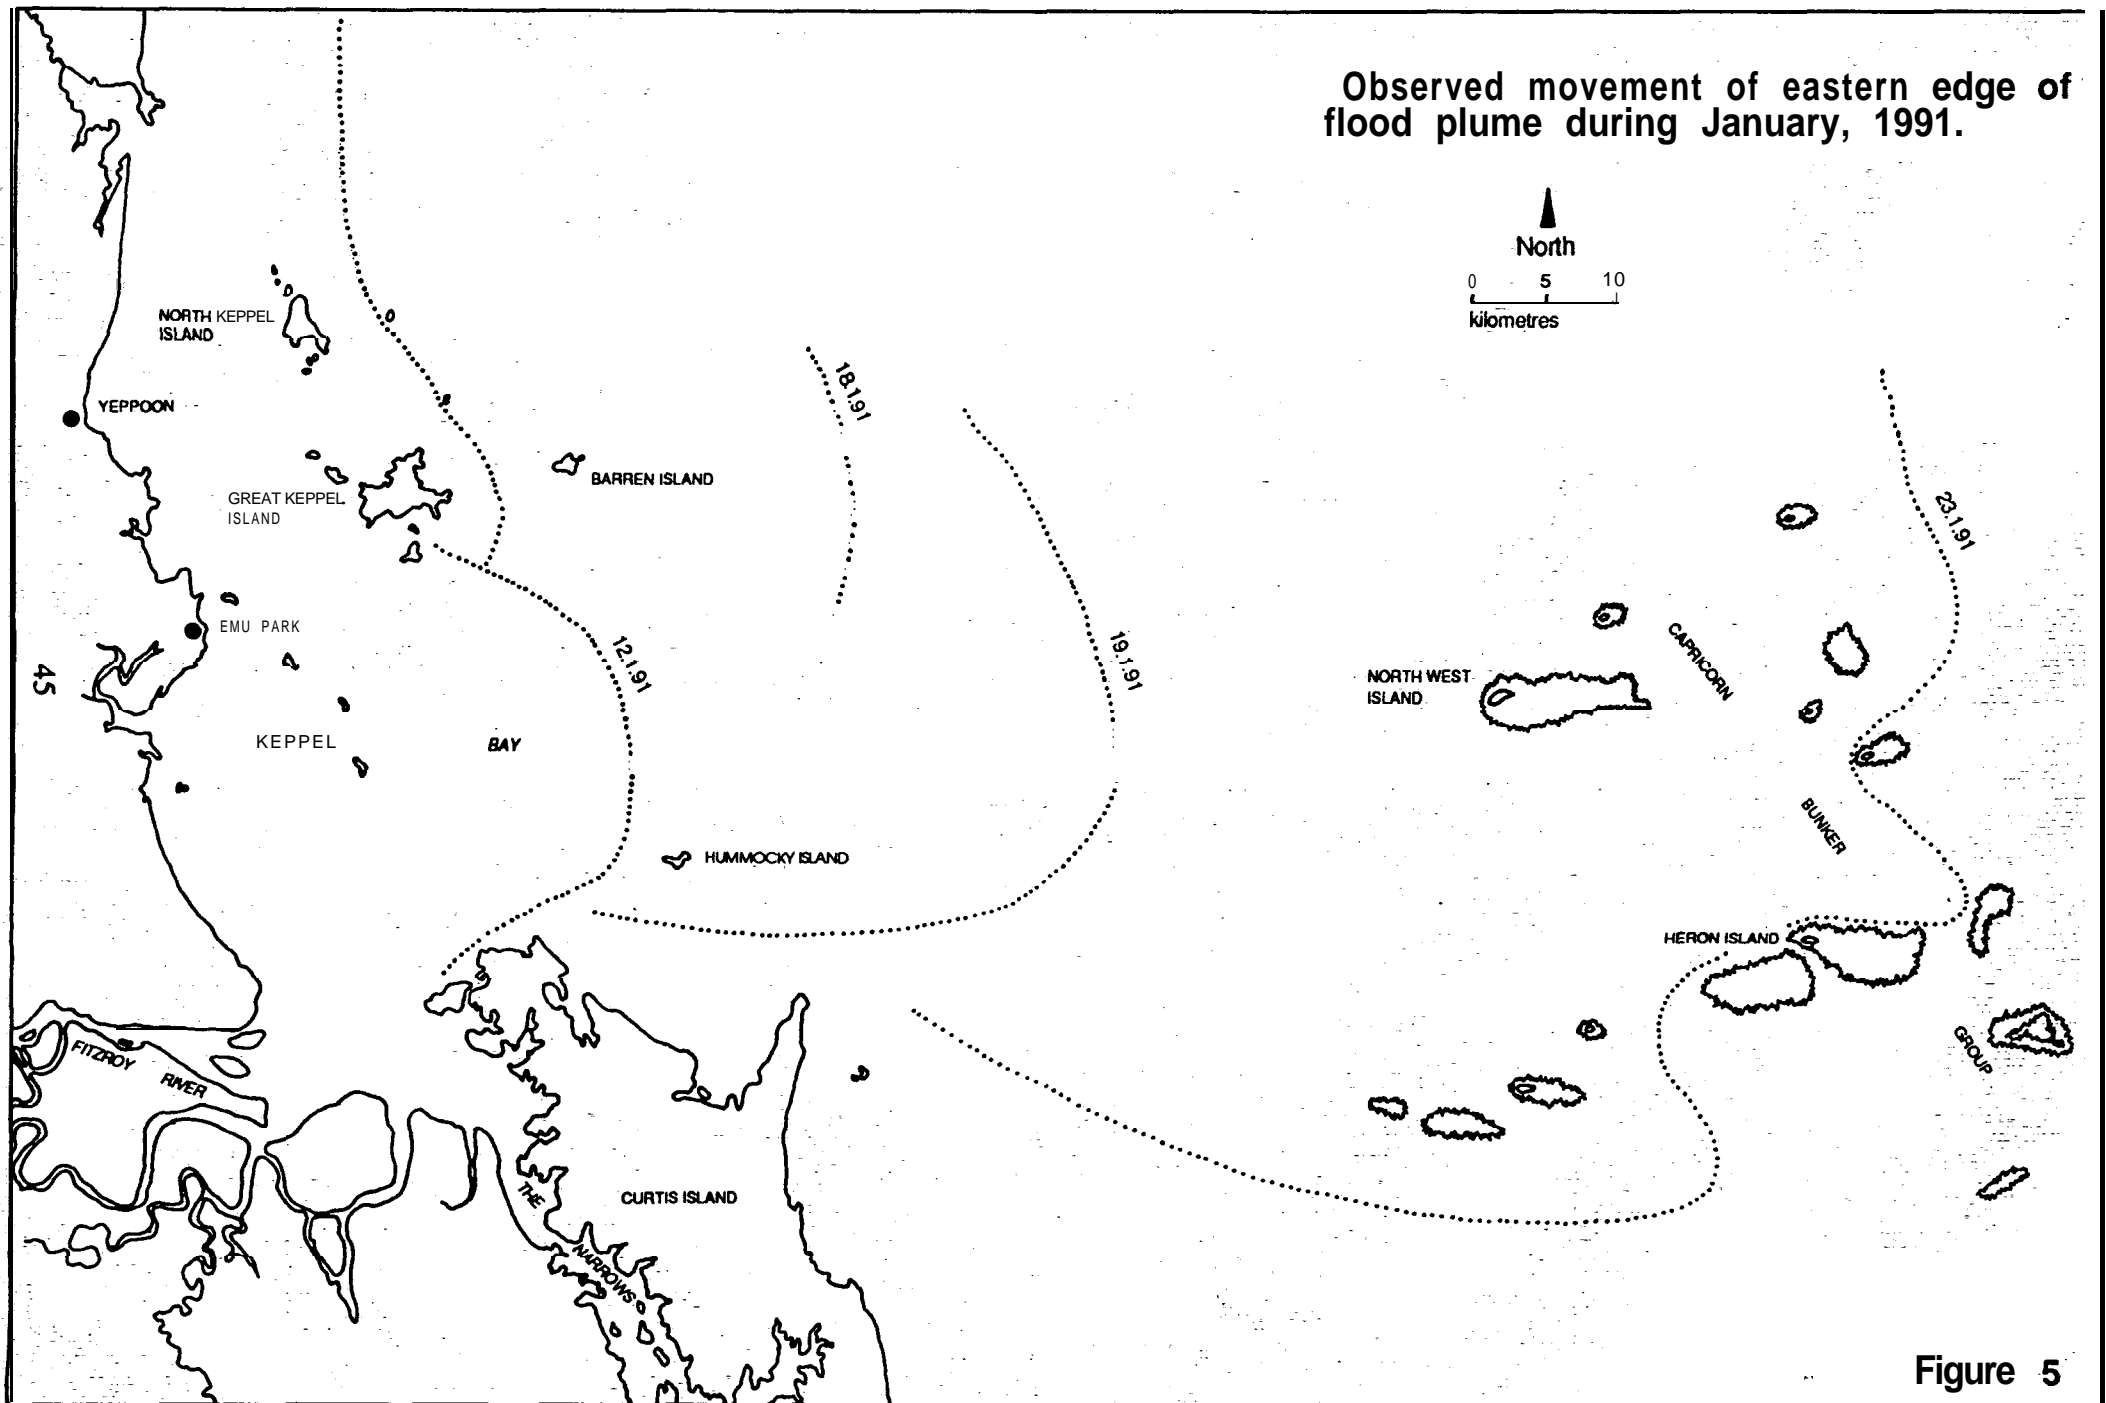 Observed movement of eastern edge of
flood plume during January, 1991.
North
0 5 10
kilometres
NORTH KEPPEL
ISLAND
YEPPOON
18.1.91
BARREN ISLAND
GREAT KEPPEL
ISLAND
23.1.91
EMU PARK
12.1.91
19.1.91
CAPRICORN
NORTH WEST
ISLAND
45
KEPPEL
BAY
BUNKER
HUMMOCKY ISLAND
HERON ISLAND
GROUP
FITZROY
RIVER
THE
CURTIS ISLAND
NARROWS
Figure 5